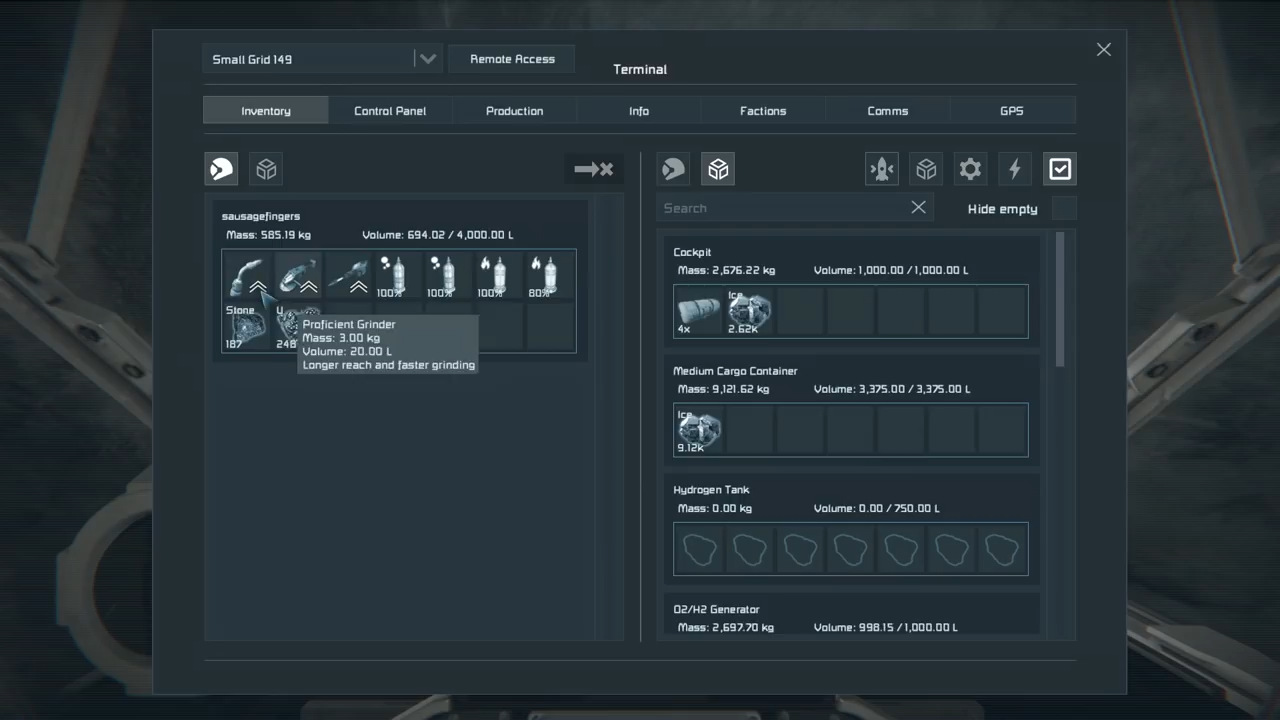 Small Grid 149
Remote Access
Terminal
Inventory
Control Panel
Production
Info
Factions
Comms
GPS
Search
Hide empty
sausagefingers
Mass: 585.19 kg
Volume: 694.02 / 4,000.00 L
100%
100%
100%
80%
Stone
187
U
248
Proficient Grinder
Mass: 3.00 kg
Volume: 20.00 L
Longer reach and faster grinding
Cockpit
Mass: 2,676.22 kg
Volume: 1,000.00 / 1,000.00 L
4x
Ice
2.62k
Medium Cargo Container
Mass: 9,121.62 kg
Volume: 3,375.00 / 3,375.00 L
Ice
9.12k
Hydrogen Tank
Mass: 0.00 kg
Volume: 0.00 / 750.00 L
O2/H2 Generator
Mass: 2,697.70 kg
Volume: 998.15 / 1,000.00 L